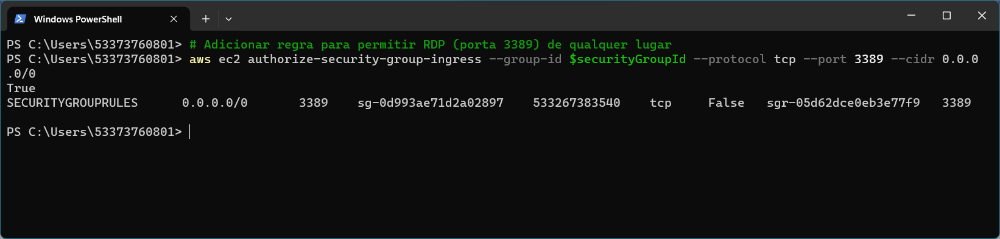 Windows PowerShell
PS C:\Users\53373760801> # Adicionar regra para permitir RDP (porta 3389) de qualquer lugar
PS C:\Users\53373760801> aws ec2 authorize-security-group-ingress --group-id $securityGroupId --protocol tcp --port 3389 --cidr 0.0.0
.0/0
True
SECURITYGROUPRULES      0.0.0.0/0       3389    sg-0d993ae71d2a02897    533267383540    tcp     False   sgr-05d62dce0eb3e77f9   3389
PS C:\Users\53373760801>